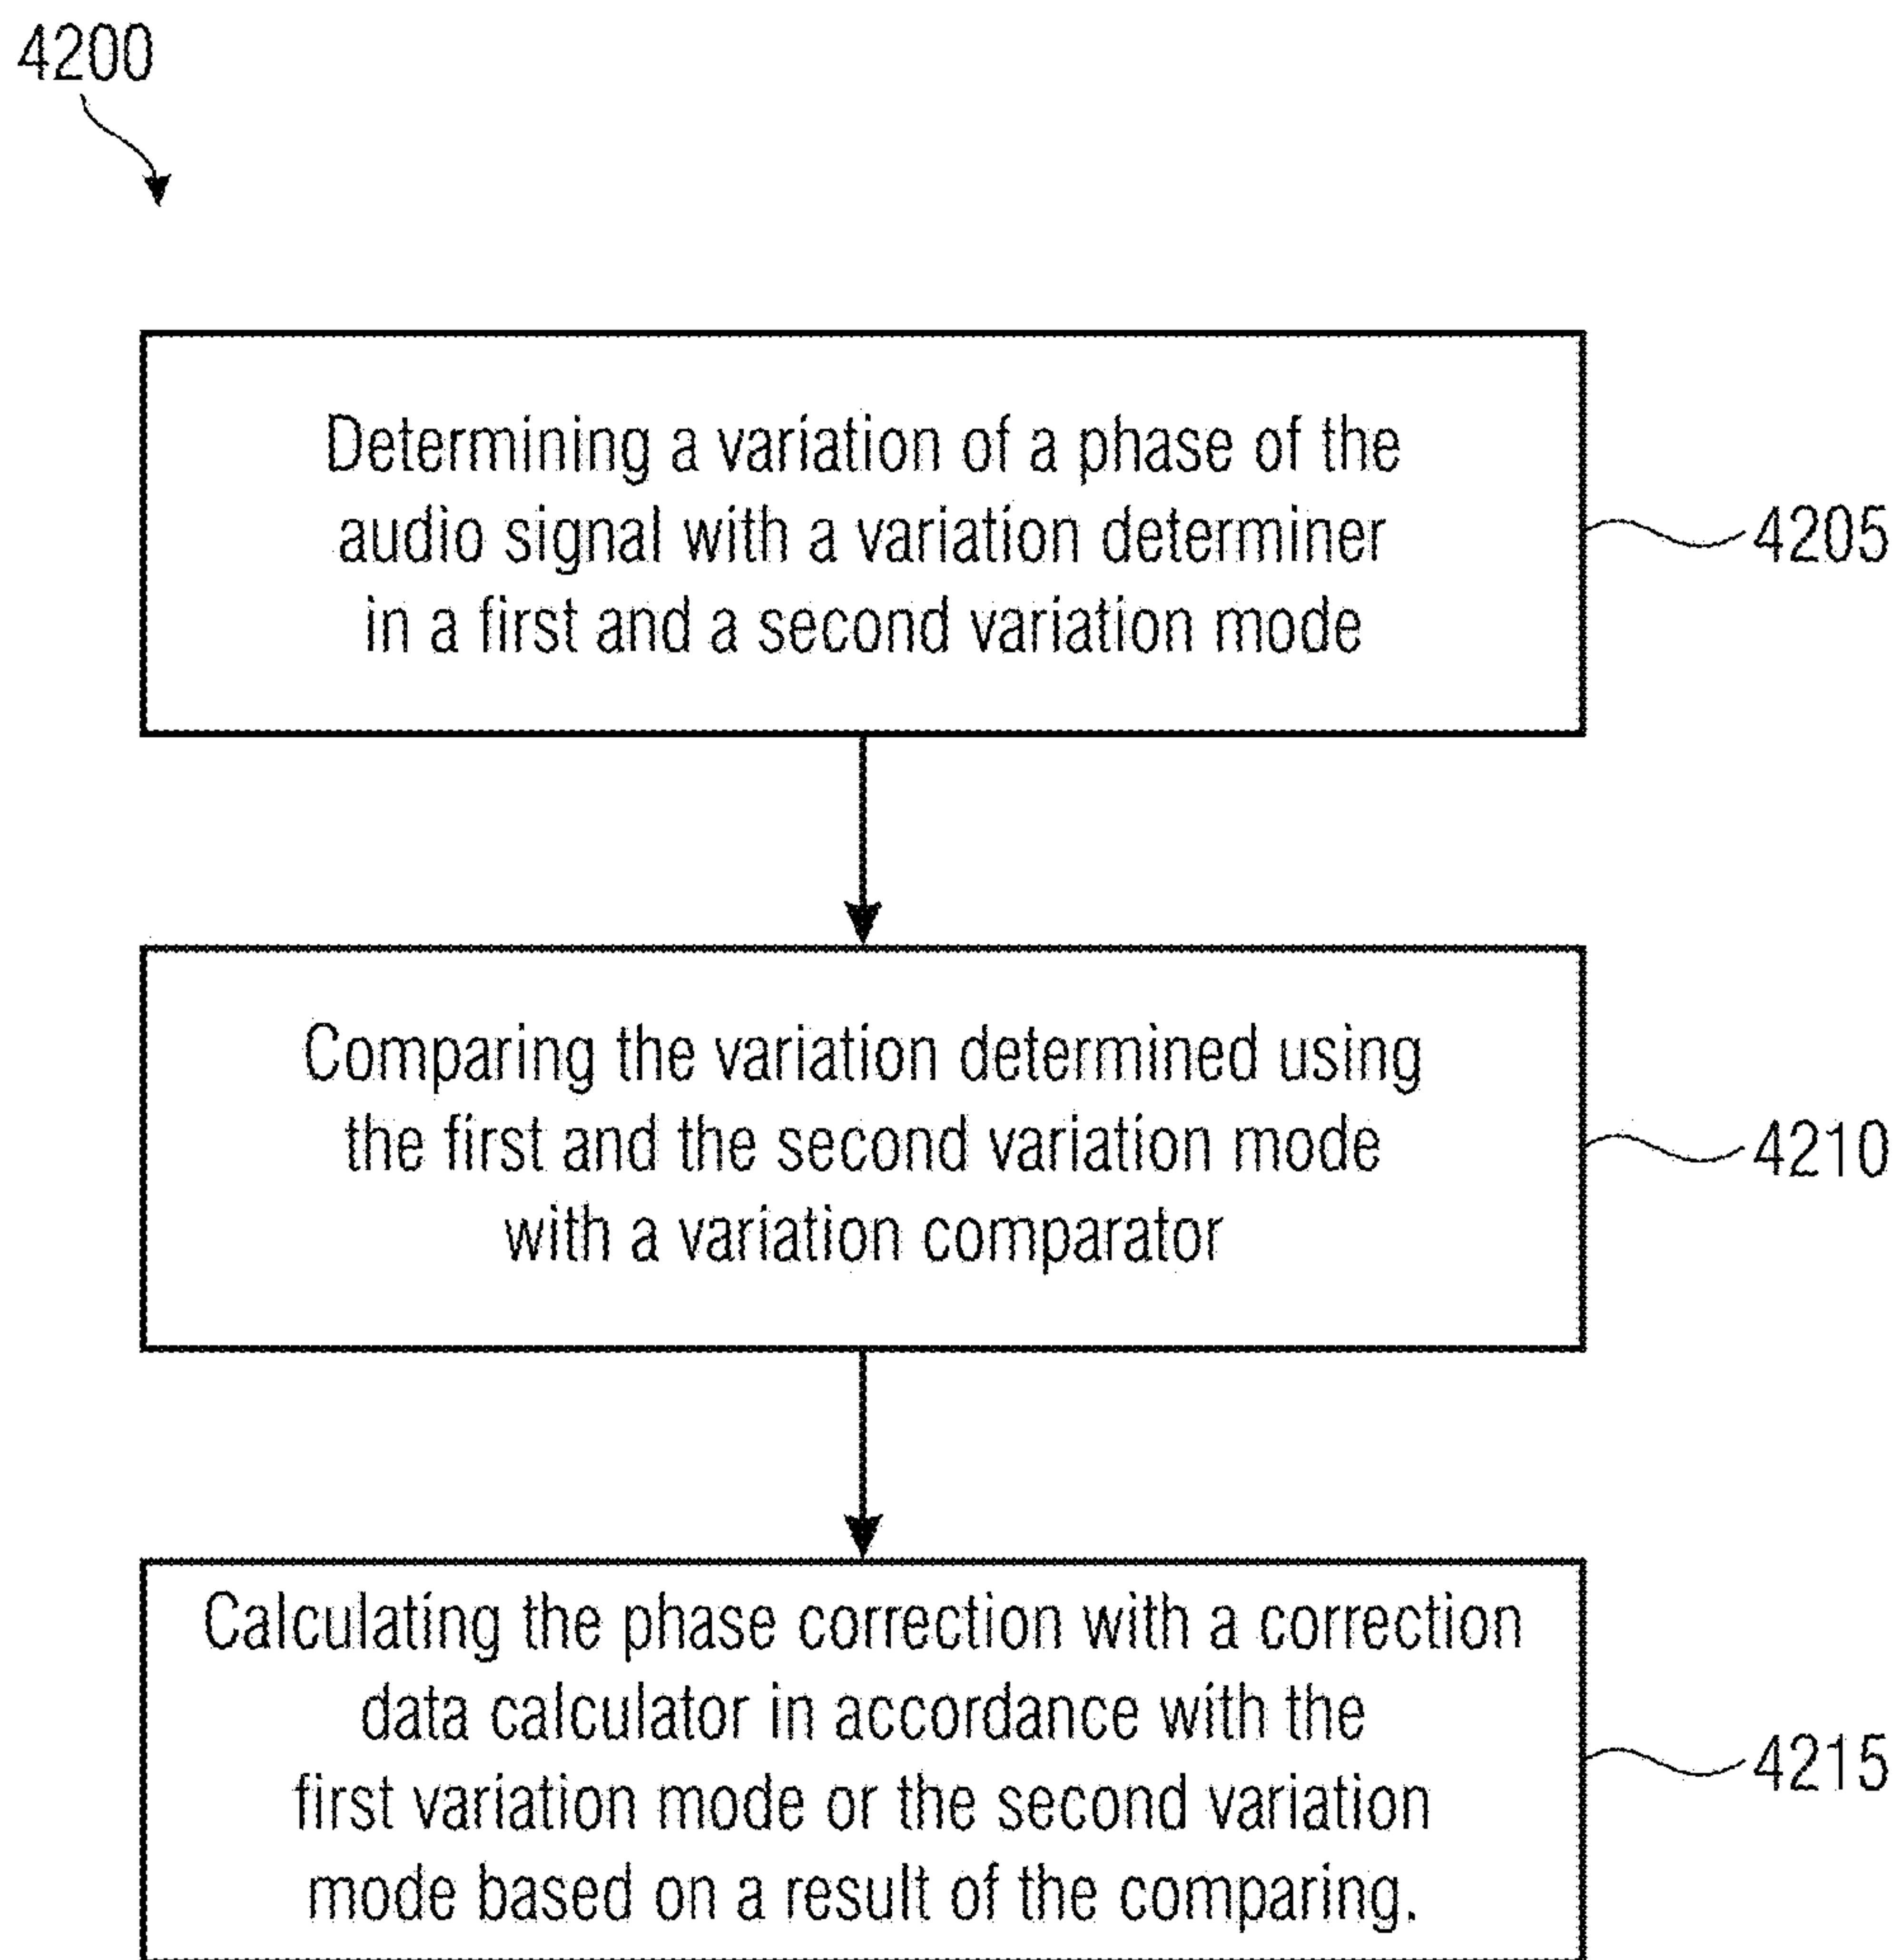 4200
Determining a variation of a phase of the
audio signal with a variation determiner
in a first and a second variation mode
4205
Comparing the variation determined using
the first and the second variation mode
with a variation comparator
4210
Calculating the phase correction with a correction
data calculator in accordance with the
first variation mode or the second variation
mode based on a result of the comparing.
4215